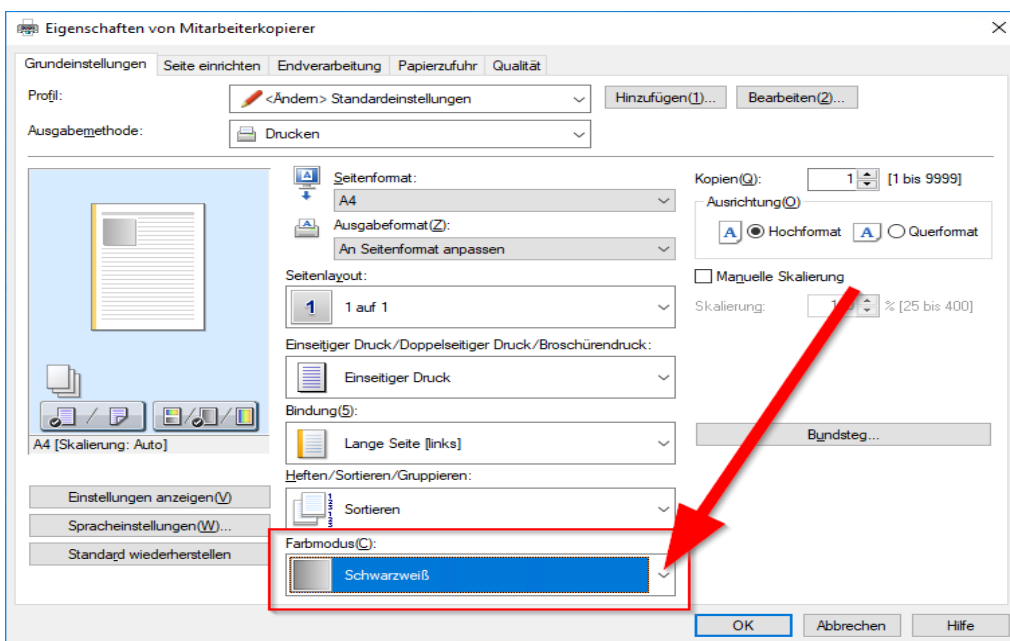 Eigenschaften von Mitarbeiterkopierer
Grundeinstellungen Seite einrichten Endverarbeitung Papierzufuhr Qualität
Profil: <Ändern> Standardeinstellungen Hinzufügen(1)... Bearbeiten(2)...
Ausgabemethode: Drucken
Seitenformat:
A4
Ausgabeformat(Z):
An Seitenformat anpassen
Seitenlayout:
1 1 auf 1
Einseitiger Druck/Doppelseitiger Druck/Broschürendruck:
Einseitiger Druck
Bindung(5):
Lange Seite [links]
Heften/Sortieren/Gruppieren:
Sortieren
Farbmodus(C):
Schwarzweiß
Kopien(Q): 1 [1 bis 9999]
Ausrichtung(O)
A Hochformat A Querformat
Manuelle Skalierung
Skalierung: % [25 bis 400]
Bundsteg...
A4 [Skalierung: Auto]
Einstellungen anzeigen(V)
Spracheinstellungen(W)...
Standard wiederherstellen
OK Abbrechen Hilfe